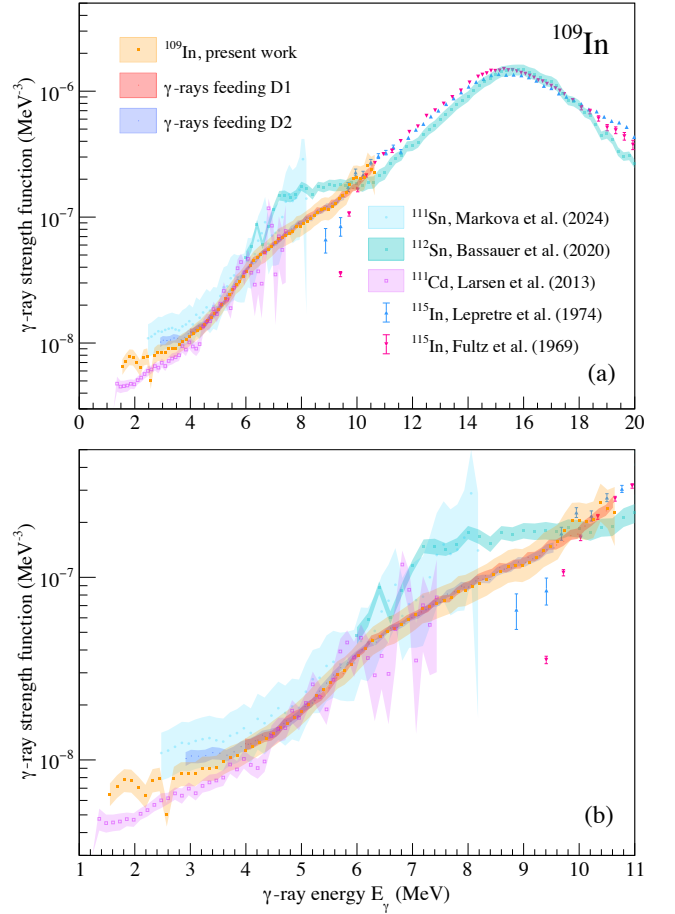 ¹⁰⁹In
¹⁰⁹In, present work
γ-rays feeding D1
γ-rays feeding D2
¹¹¹Sn, Markova et al. (2024)
¹¹²Sn, Bassauer et al. (2020)
¹¹¹Cd, Larsen et al. (2013)
¹¹⁵In, Lepretre et al. (1974)
¹¹⁵In, Fultz et al. (1969)
(a)
γ-ray strength function (MeV⁻³)
10⁻⁶
10⁻⁷
10⁻⁸
0 2 4 6 8 10 12 14 16 18 20
γ-ray strength function (MeV⁻³)
10⁻⁷
10⁻⁸
(b)
1 2 3 4 5 6 7 8 9 10 11
γ-ray energy E_γ (MeV)